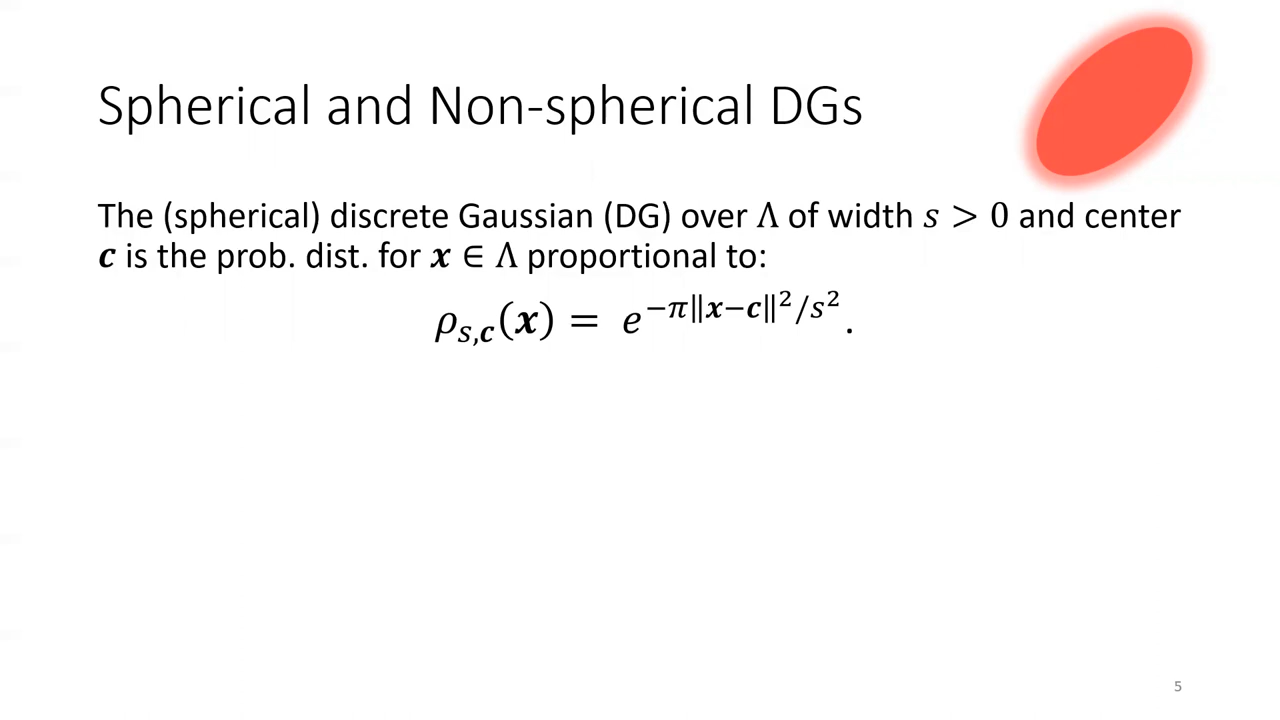 Spherical and Non-spherical DGs
The (spherical) discrete Gaussian (DG) over Λ of width 𝑠 > 0 and center
𝒄 is the prob. dist. for 𝒙 ∈ Λ proportional to:
𝜌𝑠,𝒄(𝒙) = 𝑒^{−𝜋‖𝒙−𝒄‖²/𝑠²}.
5